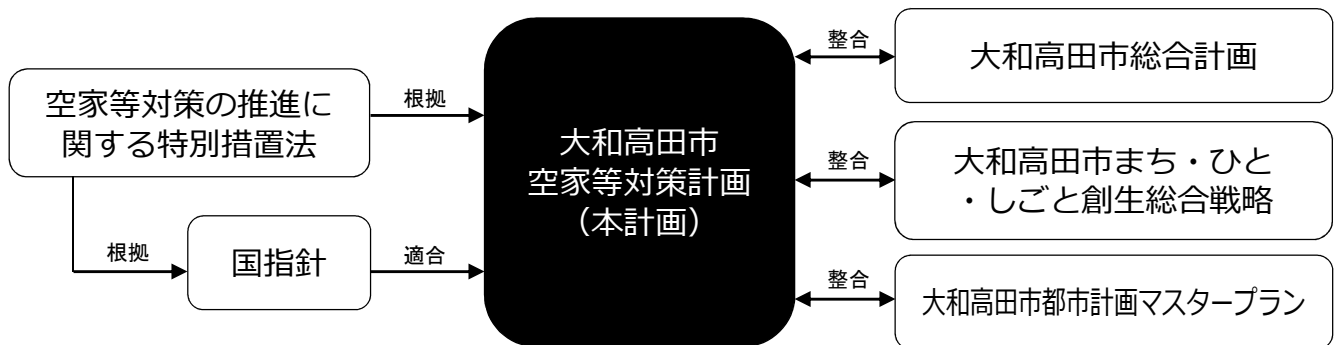 空家等対策の推進に
関する特別措置法
根拠
根拠
国指針
適合
大和高田市
空家等対策計画
（本計画）
整合
大和高田市総合計画
整合
大和高田市まち・ひと
・しごと創生総合戦略
整合
大和高田市都市計画マスタープラン